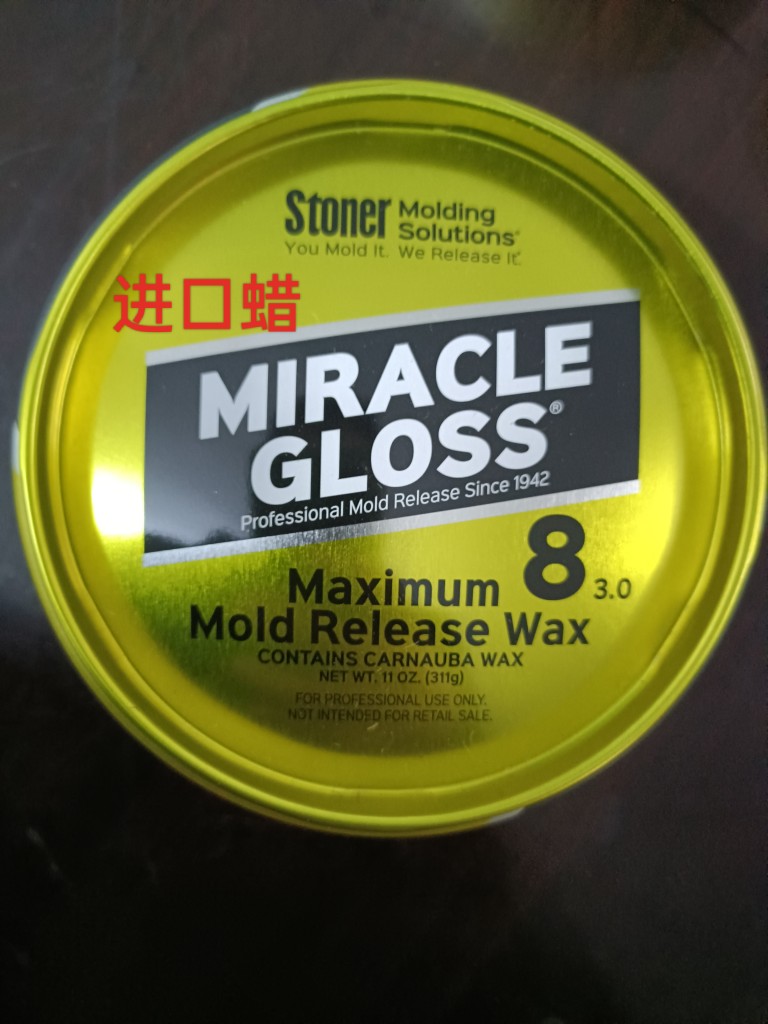 Stoner Molding Solutions®
You Mold It. We Release It.®
进口蜡
MIRACLE
GLOSS®
Professional Mold Release Since 1942
Maximum 8 3.0
Mold Release Wax
CONTAINS CARNAUBA WAX
NET WT. 11 OZ. (311g)
FOR PROFESSIONAL USE ONLY.
NOT INTENDED FOR RETAIL SALE.